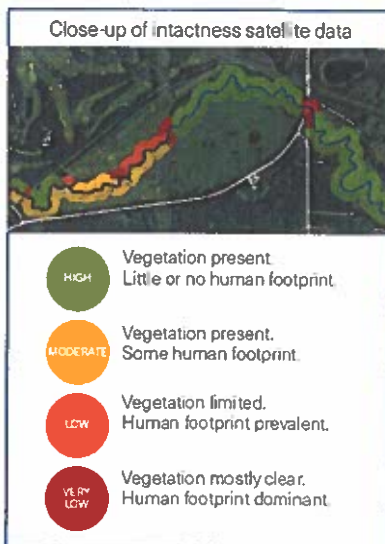 Close-up of intactness satellite data
HIGH
Vegetation present.
Little or no human footprint
MODERATE
Vegetation present.
Some human footprint.
LOW
Vegetation limited.
Human footprint prevalent.
VERY
LOW
Vegetation mostly clear.
Human footprint dominant